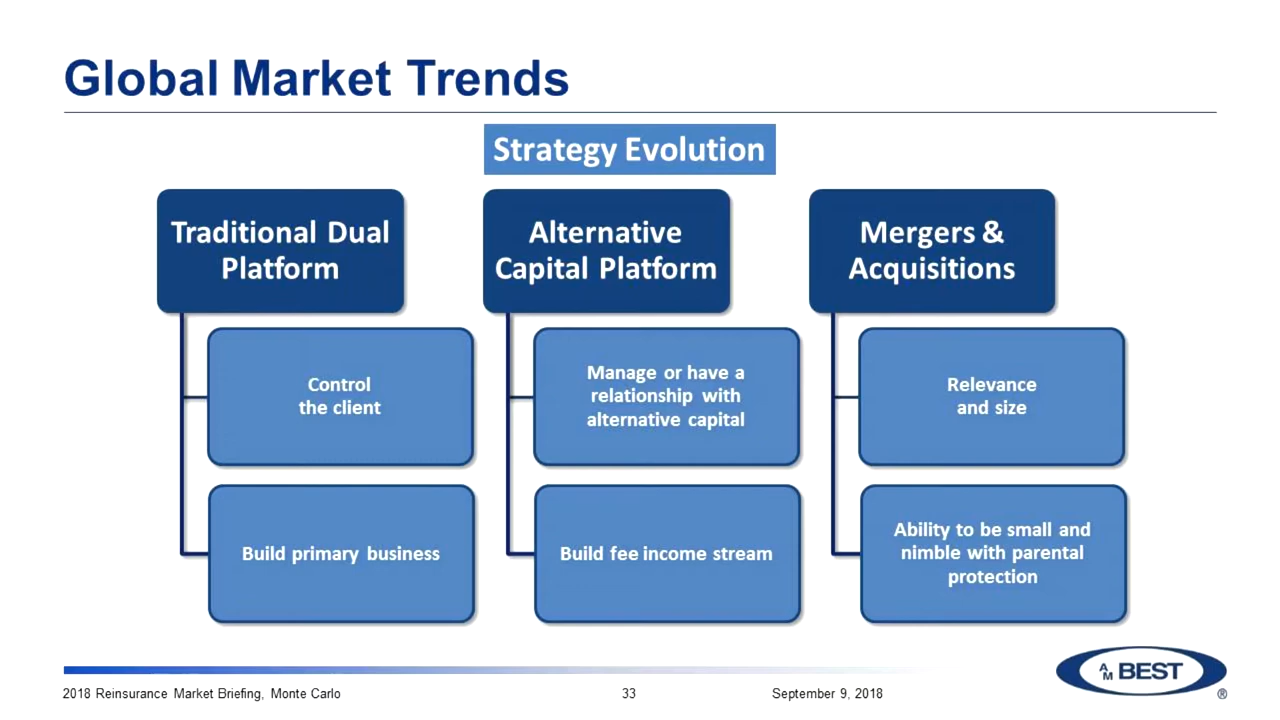 Global Market Trends
Strategy Evolution
Traditional Dual
Platform
Control
the client
Build primary business
Alternative
Capital Platform
Manage or have a
relationship with
alternative capital
Build fee income stream
Mergers &
Acquisitions
Relevance
and size
Ability to be small and
nimble with parental
protection
AM BEST ®
2018 Reinsurance Market Briefing, Monte Carlo
33
September 9, 2018